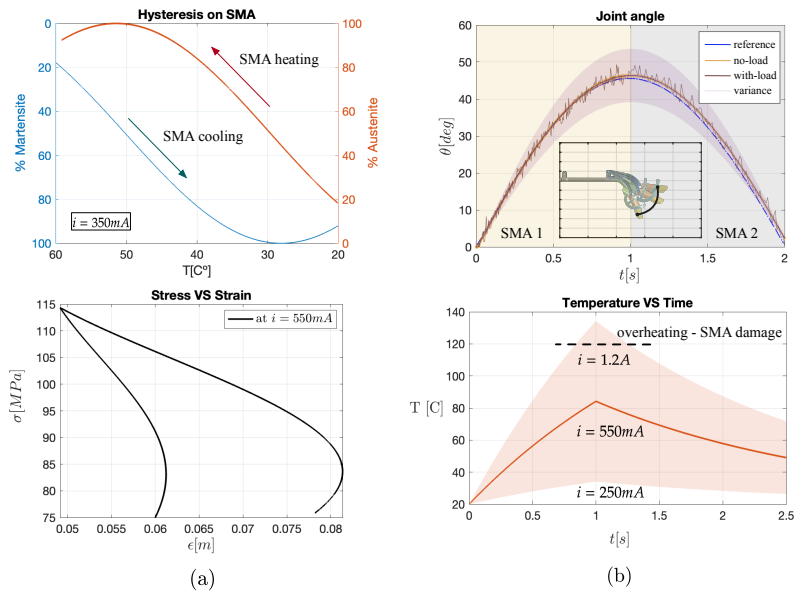 Hysteresis on SMA
% Martensite
0
20
40
60
80
100
SMA heating
SMA cooling
i = 350mA
100
80
60
40
20
0
% Austenite
60
50
40
30
20
T[Cº]
Joint angle
θ[deg]
60
50
40
30
20
10
0
reference
no-load
with-load
variance
SMA 1
SMA 2
0
0.5
1
1.5
2
t[s]
Stress VS Strain
σ[MPa]
115
110
105
100
95
90
85
80
75
at i = 550mA
0.05
0.055
0.06
0.065
0.07
0.075
0.08
ϵ[m]
(a)
Temperature VS Time
T [C]
140
120
100
80
60
40
20
overheating - SMA damage
i = 1.2A
i = 550mA
i = 250mA
0
0.5
1
1.5
2
2.5
t[s]
(b)